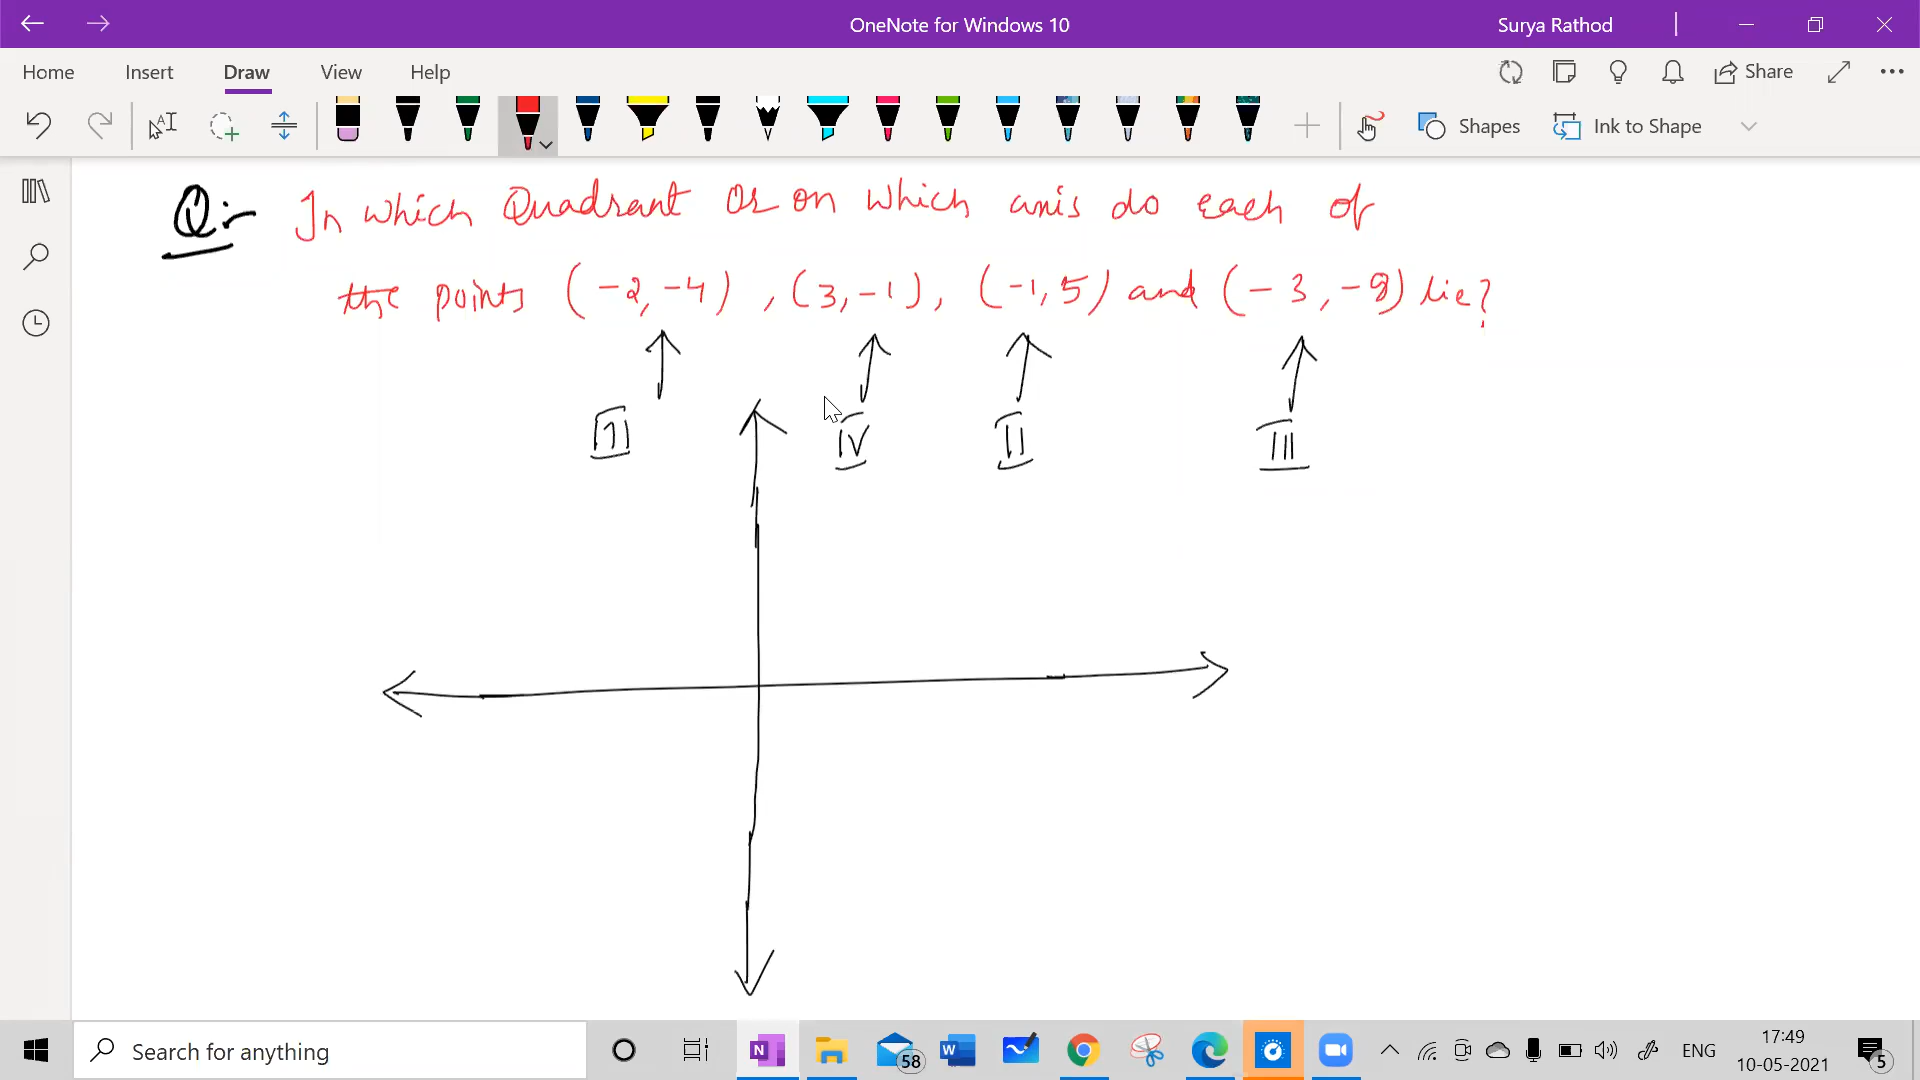 OneNote for Windows 10
Surya Rathod
Home Insert Draw View Help
Share
Shapes
Ink to Shape
Q:- In which Quadrant Or on which axis do each of
the points (-2,-4), (3,-1), (-1,5) and (-3,-9) lie?
III IV II III
Search for anything
58
ENG
17:49
10-05-2021
5